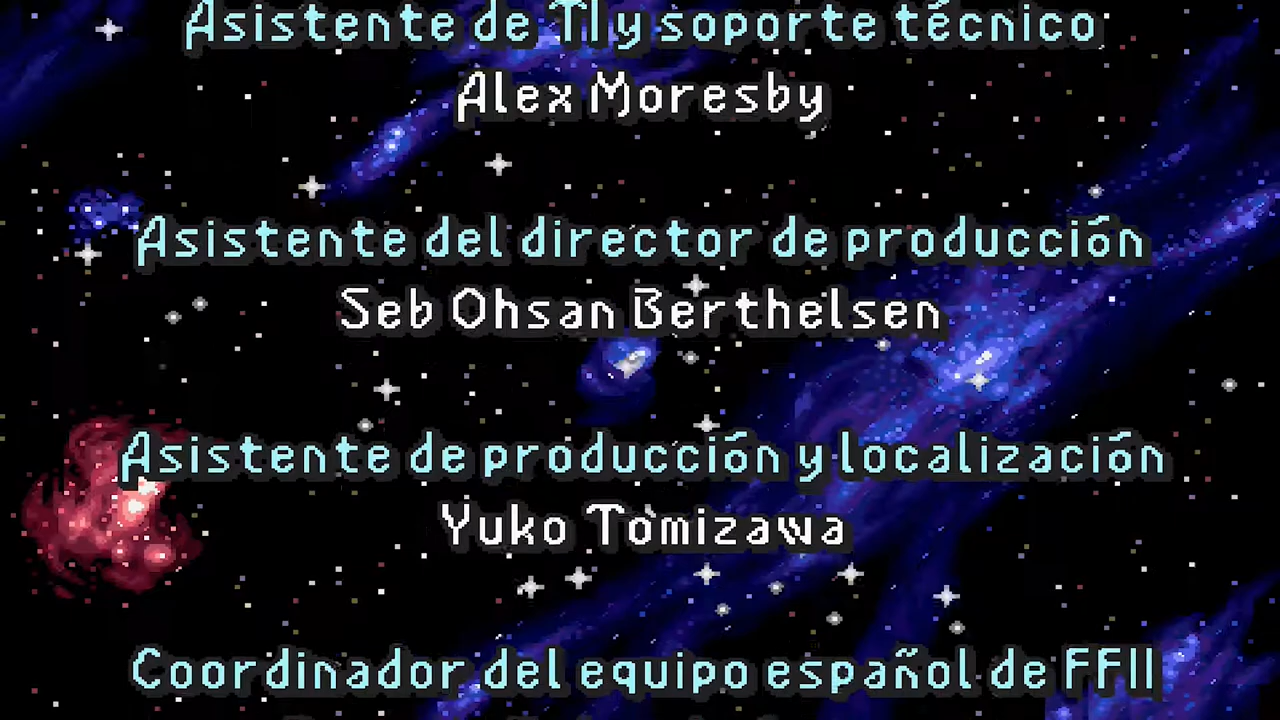 Asistente de TI y soporte técnico
Alex Moresby
Asistente del director de producción
Seb Ohsan Berthelsen
Asistente de producción y localización
Yuko Tomizawa
Coordinador del equipo español de FFII